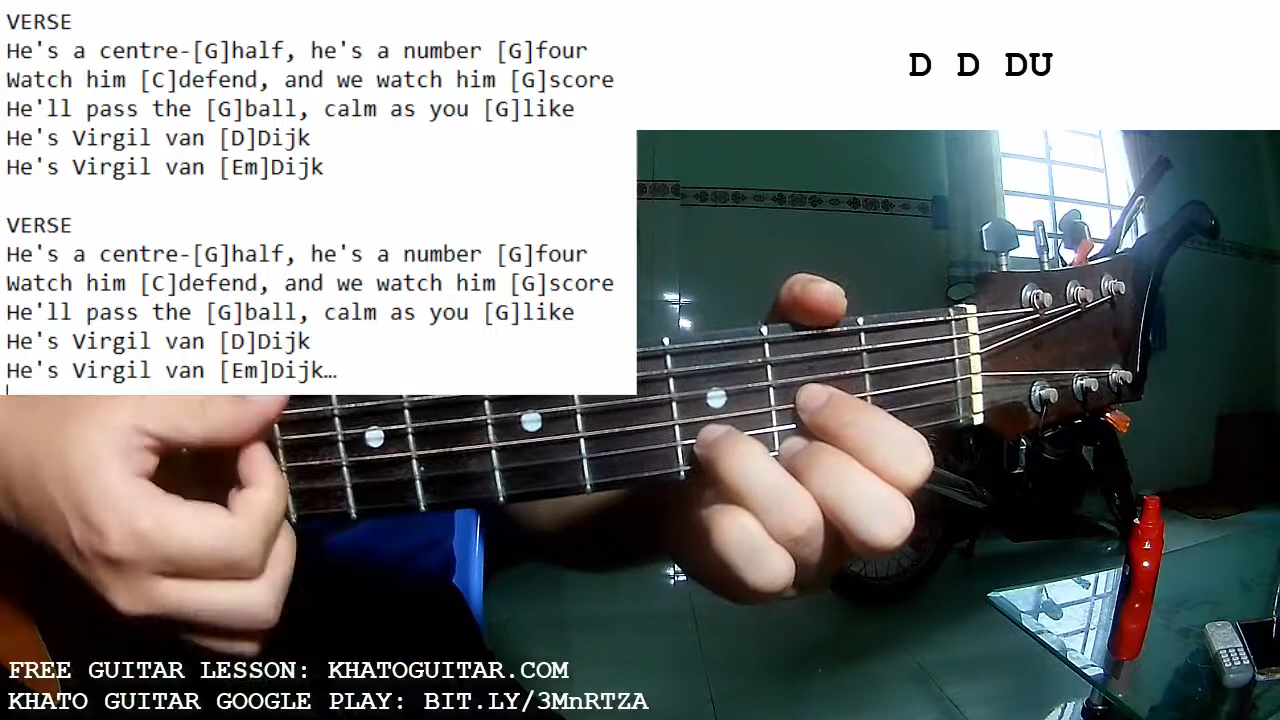 VERSE
He's a centre-[G]half, he's a number [G]four
Watch him [C]defend, and we watch him [G]score
He'll pass the [G]ball, calm as you [G]like
He's Virgil van [D]Dijk
He's Virgil van [Em]Dijk
VERSE
He's a centre-[G]half, he's a number [G]four
Watch him [C]defend, and we watch him [G]score
He'll pass the [G]ball, calm as you [G]like
He's Virgil van [D]Dijk
He's Virgil van [Em]Dijk…
D D DU
FREE GUITAR LESSON: KHATOGUITAR.COM
KHATO GUITAR GOOGLE PLAY: BIT.LY/3MnRTZA